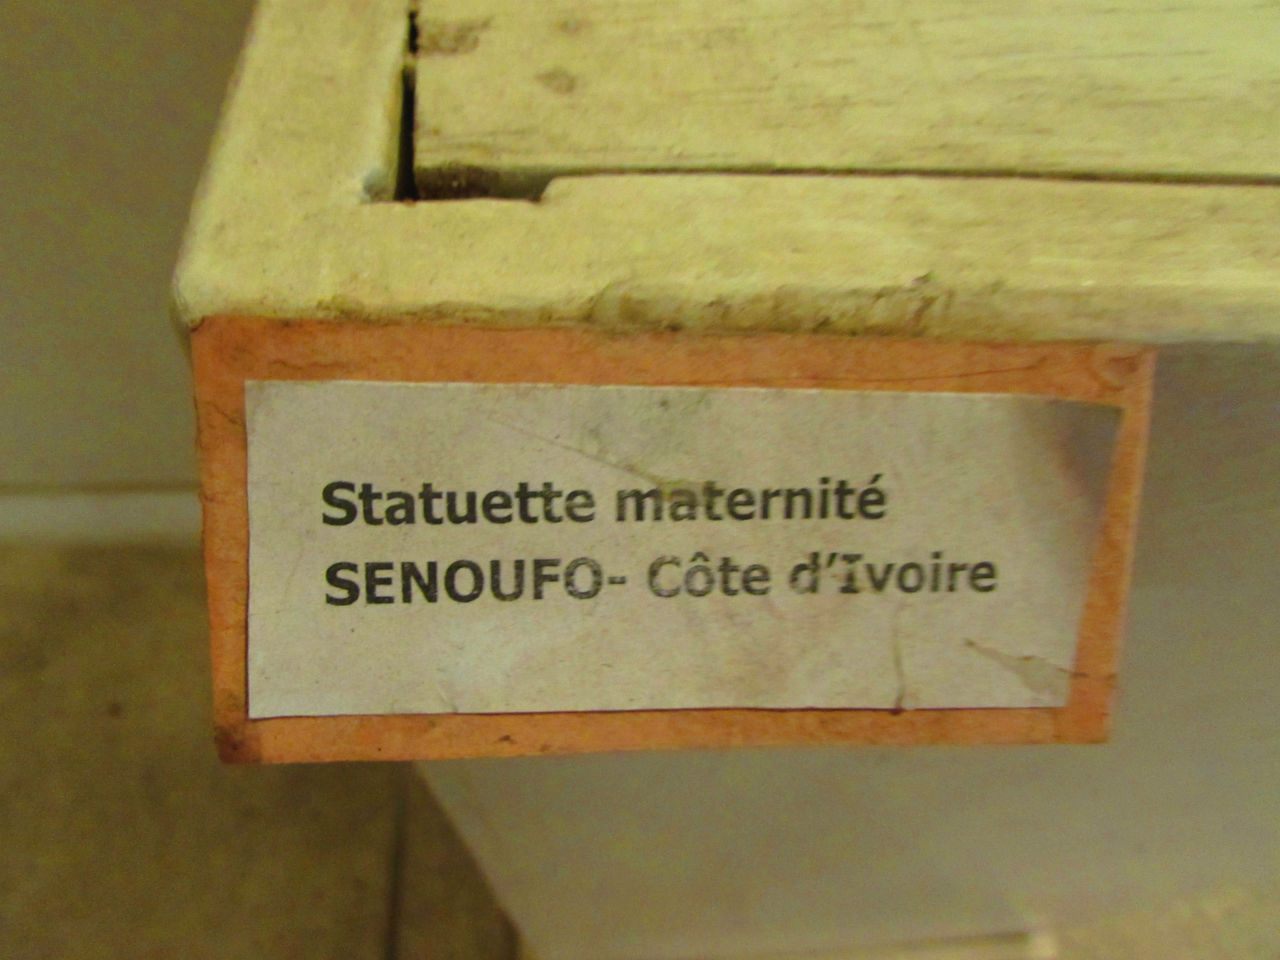 Statuette maternité
SENOUFO- Côte d’Ivoire